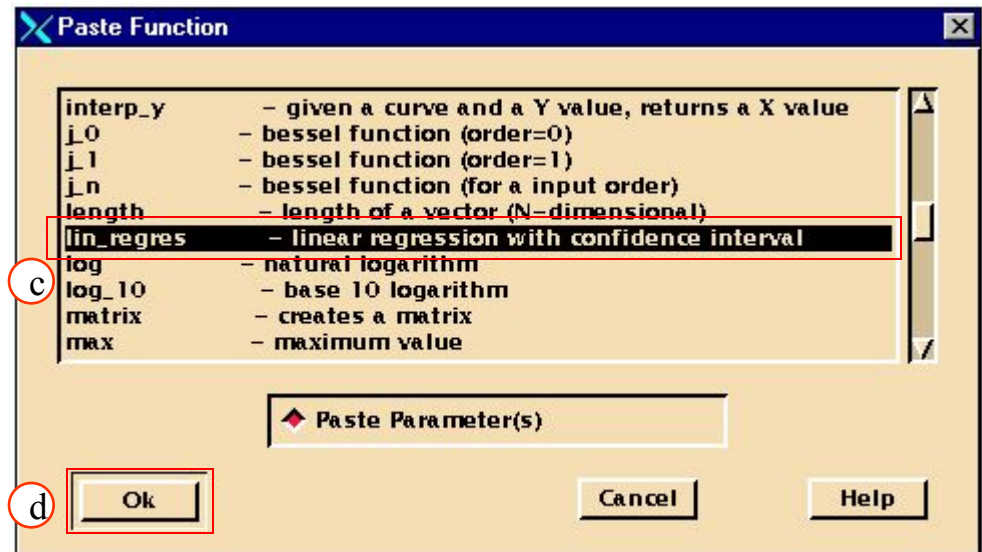 Paste Function
interp_y – given a curve and a Y value, returns a X value
j_0 – bessel function (order=0)
j_1 – bessel function (order=1)
j_n – bessel function (for a input order)
length – length of a vector (N-dimensional)
lin_regres – linear regression with confidence interval
c
log – natural logarithm
log_10 – base 10 logarithm
matrix – creates a matrix
max – maximum value
Paste Parameter(s)
d
Ok Cancel Help